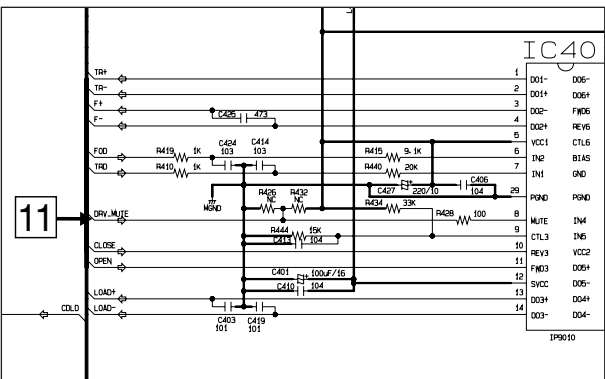 IC40
TR+ 1 DO1- DO6-
TR- 2 DO1+ DO6+
F+ 3 DO2- FWD6
C425 473
F- 4 DO2+ REV6
5 VCC1 CTL6
FOD R419 1K C424 103 C414 103 R415 9.1K 6 IN2 BIAS
TRD R410 1K R440 20K 7 IN1 GND
C427 220/10 C406 104
R426 NC R432 NC
29 PGND PGND
MGND R434 33K
11 DRV_MUTE R428 100 8 MUTE IN4
R444 15K 9 CTL3 IN5
C413 104
CLOSE 10 REV3 VCC2
OPEN 11 FWD3 DO5+
C401 100uF/16 12 SVCC DO5-
C410 104
LOAD+ 13 DO3+ DO4+
CDLD LOAD- 14 DO3- DO4-
C403 101 C419 101
IP9010